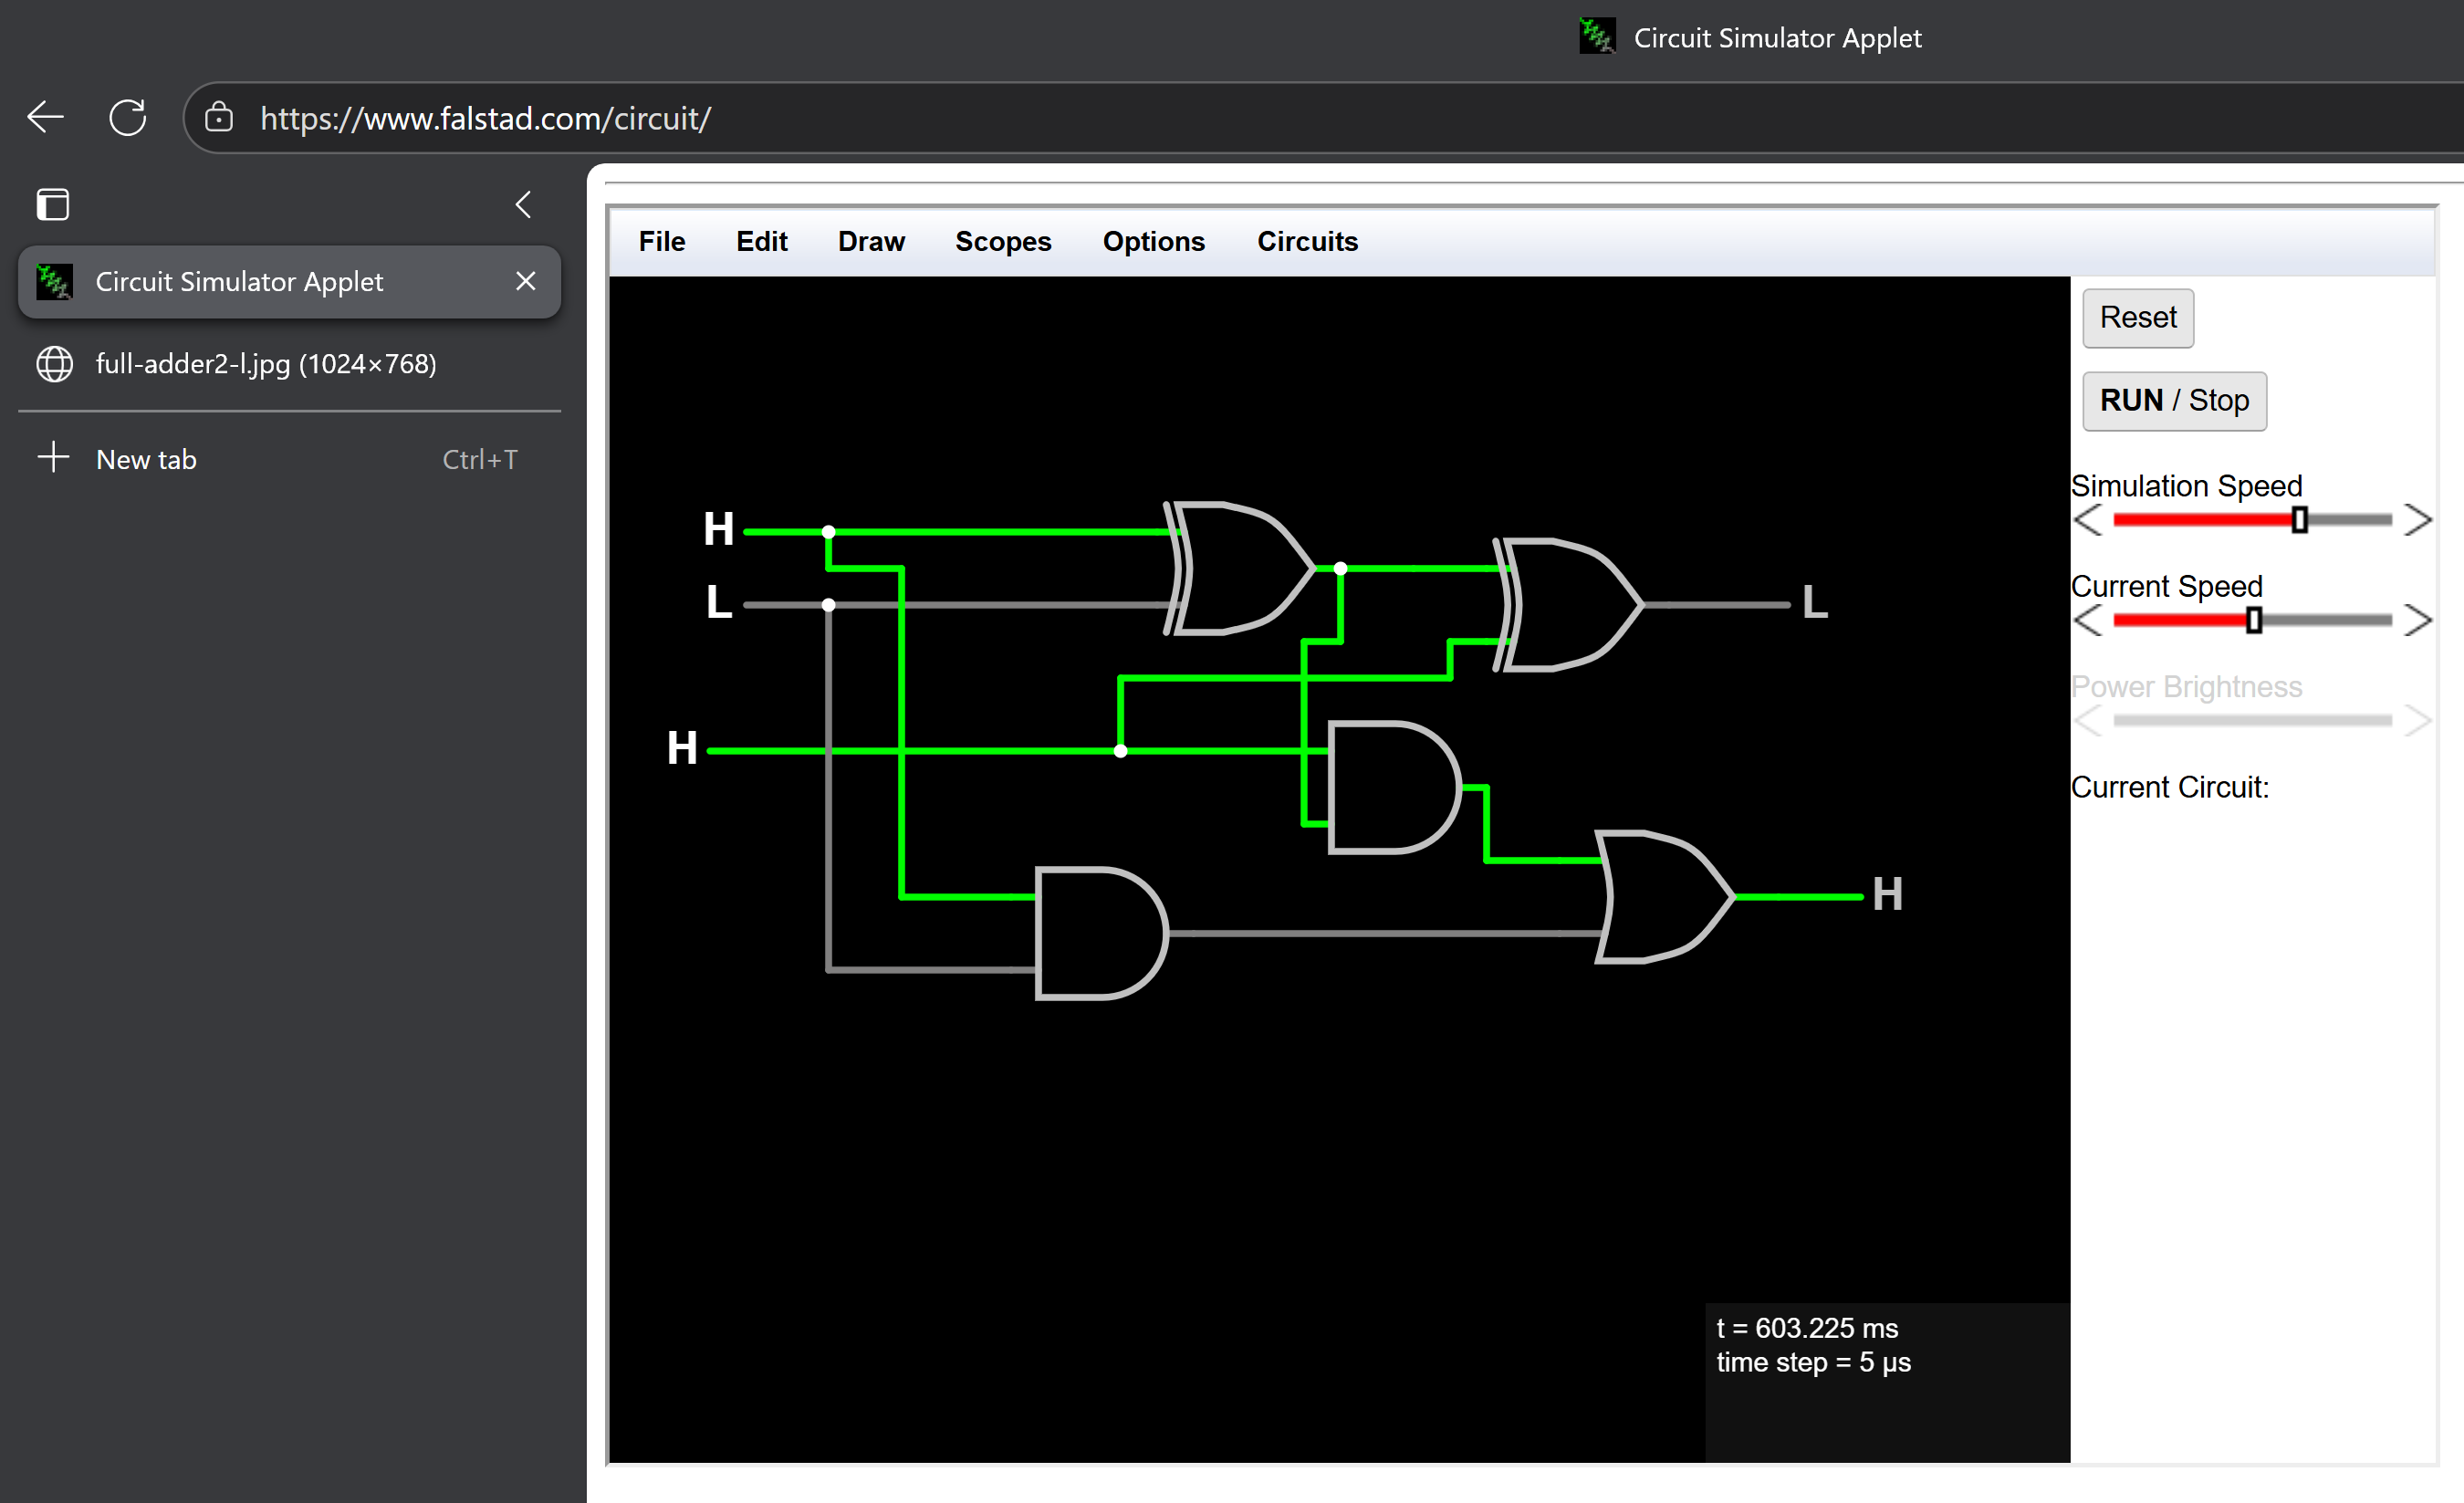 Circuit Simulator Applet
https://www.falstad.com/circuit/
Circuit Simulator Applet
full-adder2-l.jpg (1024×768)
New tab Ctrl+T
File Edit Draw Scopes Options Circuits
H
L
L
H
H
t = 603.225 ms
time step = 5 µs
Reset
RUN / Stop
Simulation Speed
Current Speed
Power Brightness
Current Circuit: